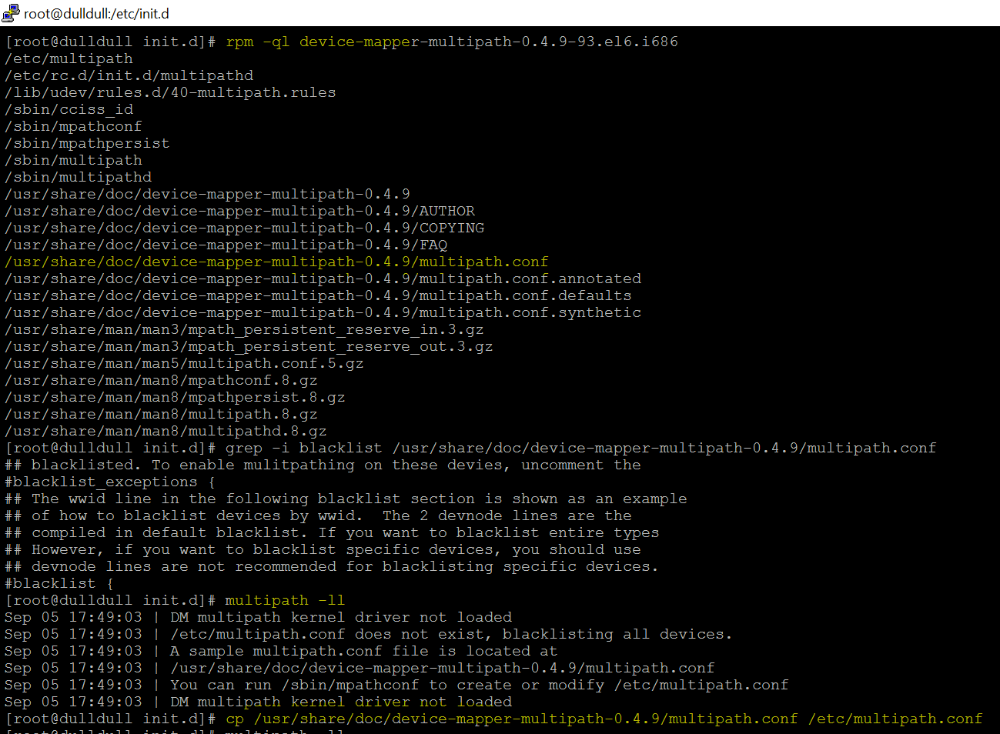 root@dulldull:/etc/init.d
[root@dulldull init.d]# rpm -ql device-mapper-multipath-0.4.9-93.el6.i686
/etc/multipath
/etc/rc.d/init.d/multipathd
/lib/udev/rules.d/40-multipath.rules
/sbin/cciss_id
/sbin/mpathconf
/sbin/mpathpersist
/sbin/multipath
/sbin/multipathd
/usr/share/doc/device-mapper-multipath-0.4.9
/usr/share/doc/device-mapper-multipath-0.4.9/AUTHOR
/usr/share/doc/device-mapper-multipath-0.4.9/COPYING
/usr/share/doc/device-mapper-multipath-0.4.9/FAQ
/usr/share/doc/device-mapper-multipath-0.4.9/multipath.conf
/usr/share/doc/device-mapper-multipath-0.4.9/multipath.conf.annotated
/usr/share/doc/device-mapper-multipath-0.4.9/multipath.conf.defaults
/usr/share/doc/device-mapper-multipath-0.4.9/multipath.conf.synthetic
/usr/share/man/man3/mpath_persistent_reserve_in.3.gz
/usr/share/man/man3/mpath_persistent_reserve_out.3.gz
/usr/share/man/man5/multipath.conf.5.gz
/usr/share/man/man8/mpathconf.8.gz
/usr/share/man/man8/mpathpersist.8.gz
/usr/share/man/man8/multipath.8.gz
/usr/share/man/man8/multipathd.8.gz
[root@dulldull init.d]# grep -i blacklist /usr/share/doc/device-mapper-multipath-0.4.9/multipath.conf
## blacklisted. To enable mulitpathing on these devies, uncomment the
#blacklist_exceptions {
## The wwid line in the following blacklist section is shown as an example
## of how to blacklist devices by wwid.  The 2 devnode lines are the
## compiled in default blacklist. If you want to blacklist entire types
## However, if you want to blacklist specific devices, you should use
## devnode lines are not recommended for blacklisting specific devices.
#blacklist {
[root@dulldull init.d]# multipath -ll
Sep 05 17:49:03 | DM multipath kernel driver not loaded
Sep 05 17:49:03 | /etc/multipath.conf does not exist, blacklisting all devices.
Sep 05 17:49:03 | A sample multipath.conf file is located at
Sep 05 17:49:03 | /usr/share/doc/device-mapper-multipath-0.4.9/multipath.conf
Sep 05 17:49:03 | You can run /sbin/mpathconf to create or modify /etc/multipath.conf
Sep 05 17:49:03 | DM multipath kernel driver not loaded
[root@dulldull init.d]# cp /usr/share/doc/device-mapper-multipath-0.4.9/multipath.conf /etc/multipath.conf